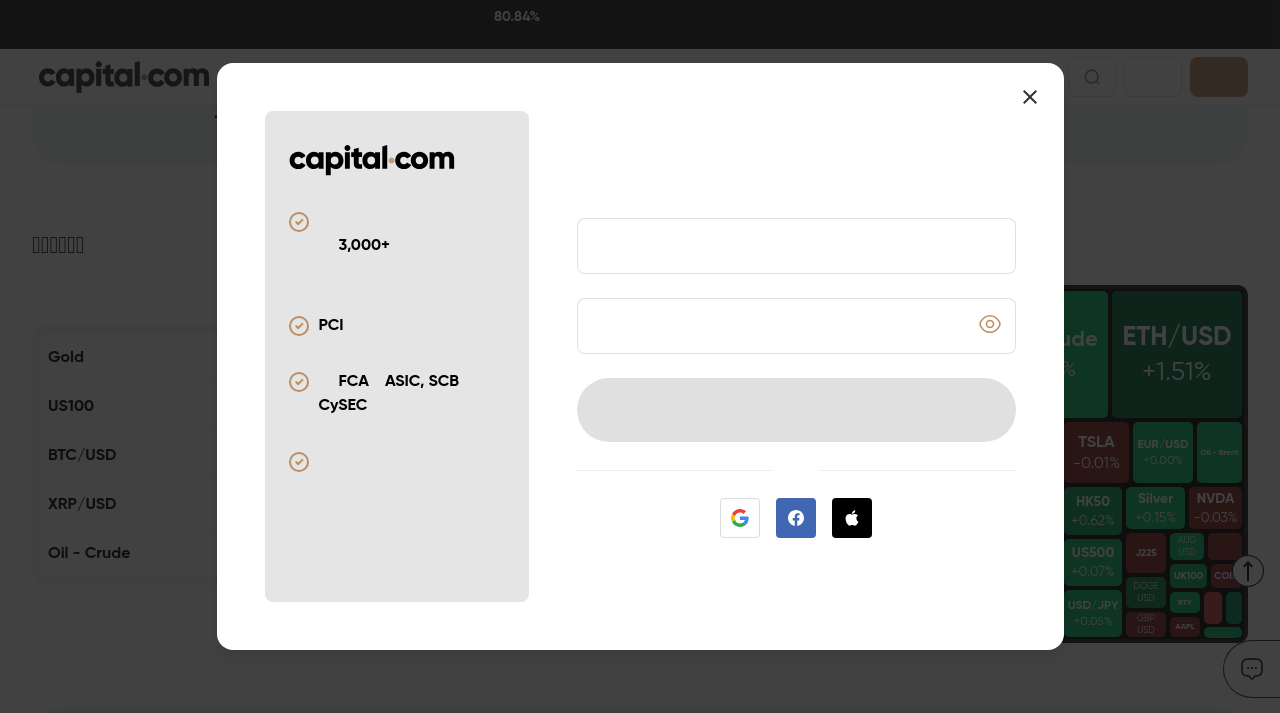 80.84%
capital.com
capital.com
3,000+
PCI
FCA ASIC, SCB
CySEC
Gold
US100
BTC/USD
XRP/USD
Oil - Crude
ude
%
ETH/USD
+1.51%
TSLA
-0.01%
EUR/USD
+0.00%
Oil - Brent
HK50
+0.62%
Silver
+0.15%
NVDA
-0.03%
US500
+0.07%
J225
AUD
USD
UK100
COI
DOGE
USD
USD/JPY
+0.05%
RTY
GBP
USD
AAPL